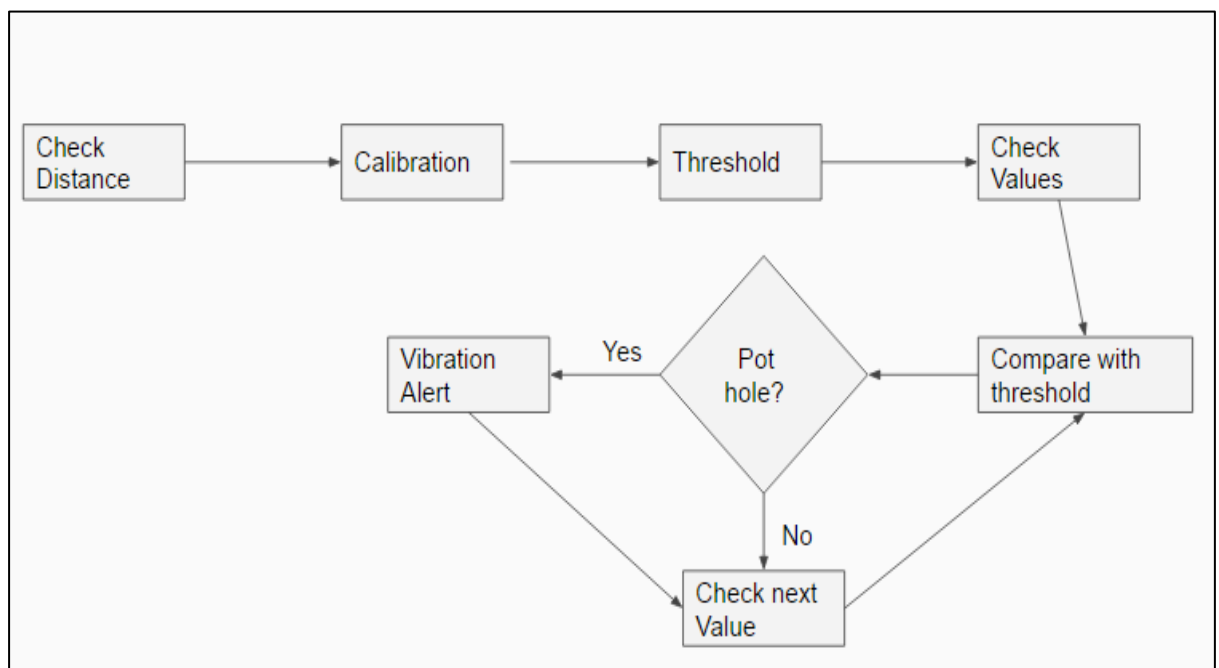 Check
Distance
Calibration
Threshold
Check
Values
Yes
Vibration
Alert
Pot
hole?
Compare with
threshold
No
Check next
Value